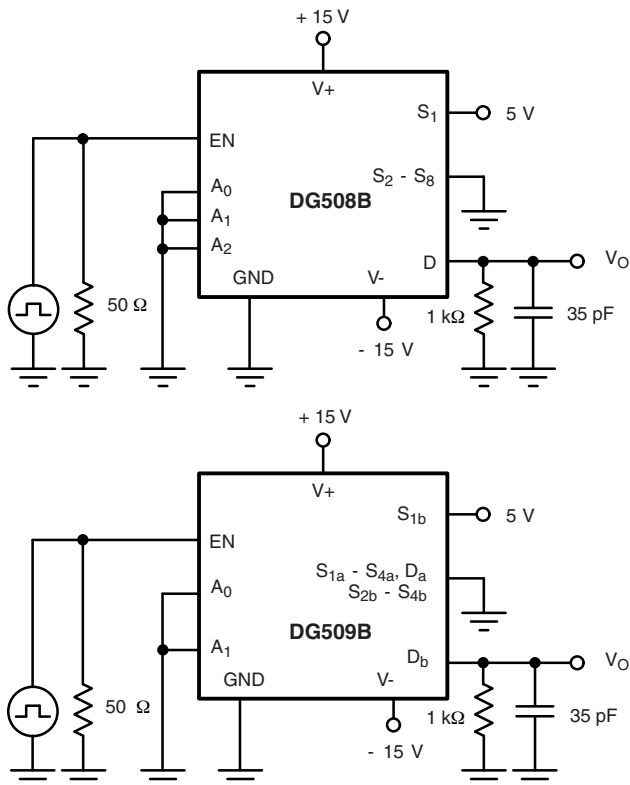 + 15 V
V+
S1
5 V
EN
S2 - S8
A0
DG508B
A1
A2
D
VO
GND
V-
50 Ω
1 kΩ
35 pF
- 15 V
+ 15 V
V+
S1b
5 V
EN
S1a - S4a, Da
A0
S2b - S4b
DG509B
A1
Db
VO
GND
V-
50 Ω
1 kΩ
35 pF
- 15 V